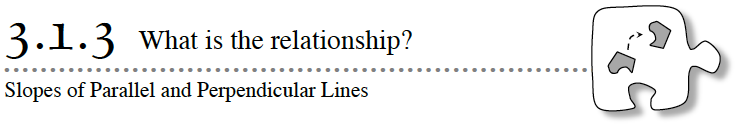 3.1.3 What is the relationship?
Slopes of Parallel and Perpendicular Lines